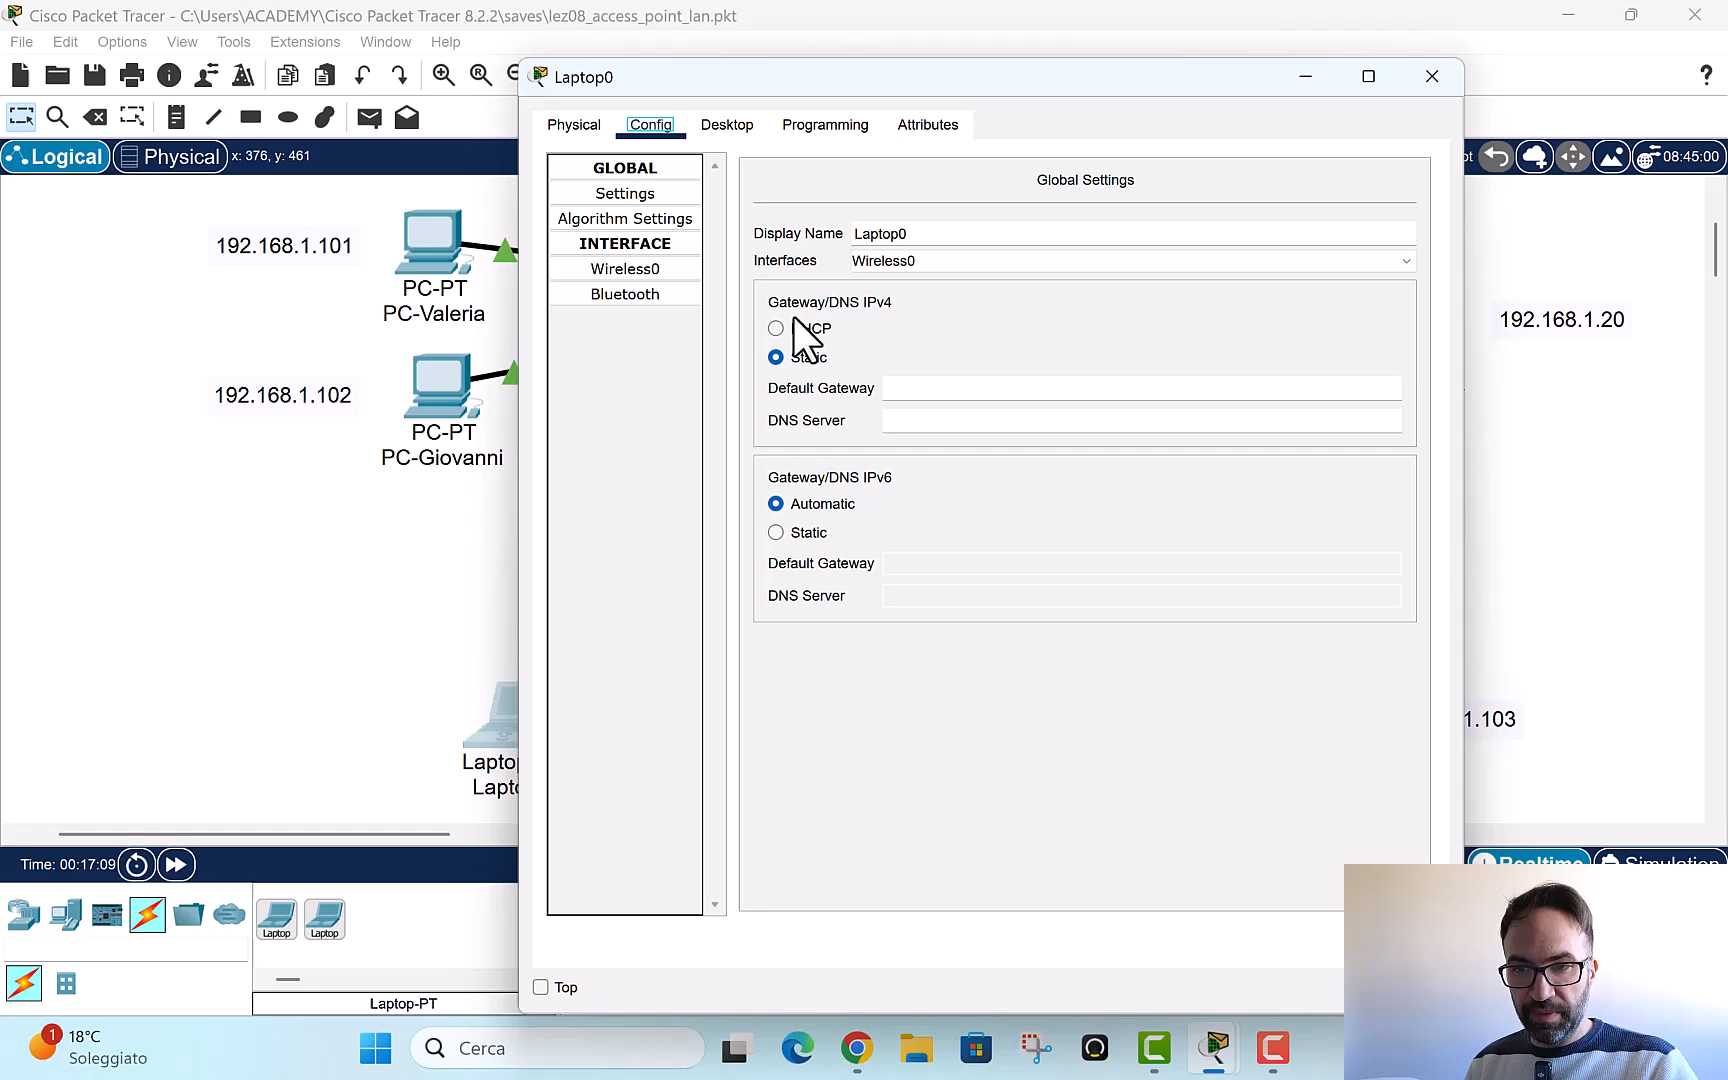 Cisco Packet Tracer - C:\Users\ACADEMY\Cisco Packet Tracer 8.2.2\saves\lez08_access_point_lan.pkt
File Edit Options View Tools Extensions Window Help
Laptop0
Physical Config Desktop Programming Attributes
Logical Physical x: 376, y: 461
08:45:00
GLOBAL
Settings
Algorithm Settings
INTERFACE
Wireless0
Bluetooth
Global Settings
Display Name Laptop0
Interfaces Wireless0
Gateway/DNS IPv4
Static
Default Gateway
DNS Server
Gateway/DNS IPv6
Automatic
Static
Default Gateway
DNS Server
Top
192.168.1.101
PC-PT
PC-Valeria
192.168.1.102
PC-PT
PC-Giovanni
192.168.1.20
1.103
Time: 00:17:09
Realtime Simulation
Laptop Laptop
Laptop-PT
1 18°C
Soleggiato
Cerca